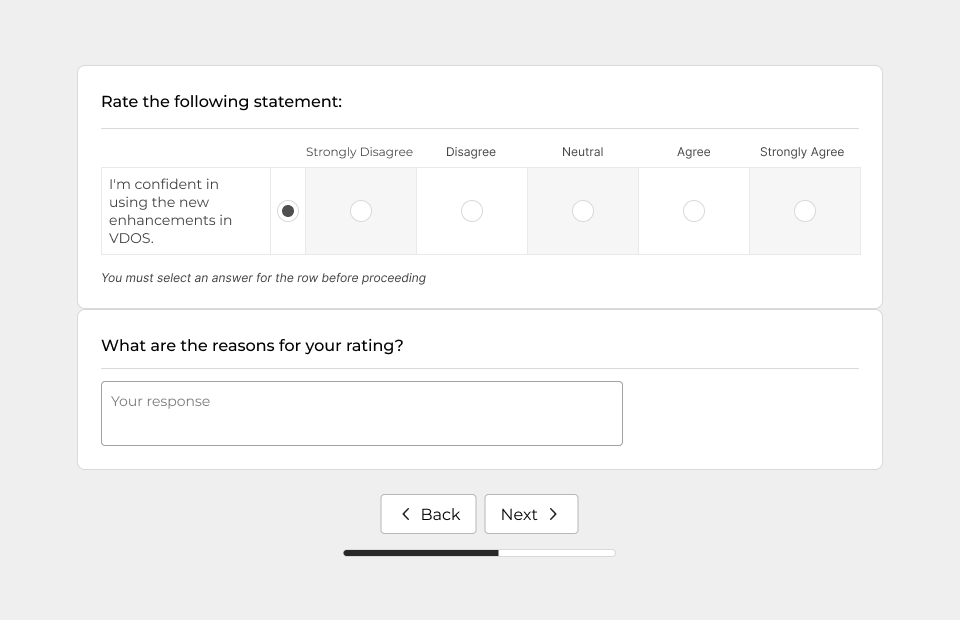 Rate the following statement:
Strongly Disagree Disagree Neutral Agree Strongly Agree
I'm confident in
using the new
enhancements in
VDOS.
You must select an answer for the row before proceeding
What are the reasons for your rating?
Your response
Back Next